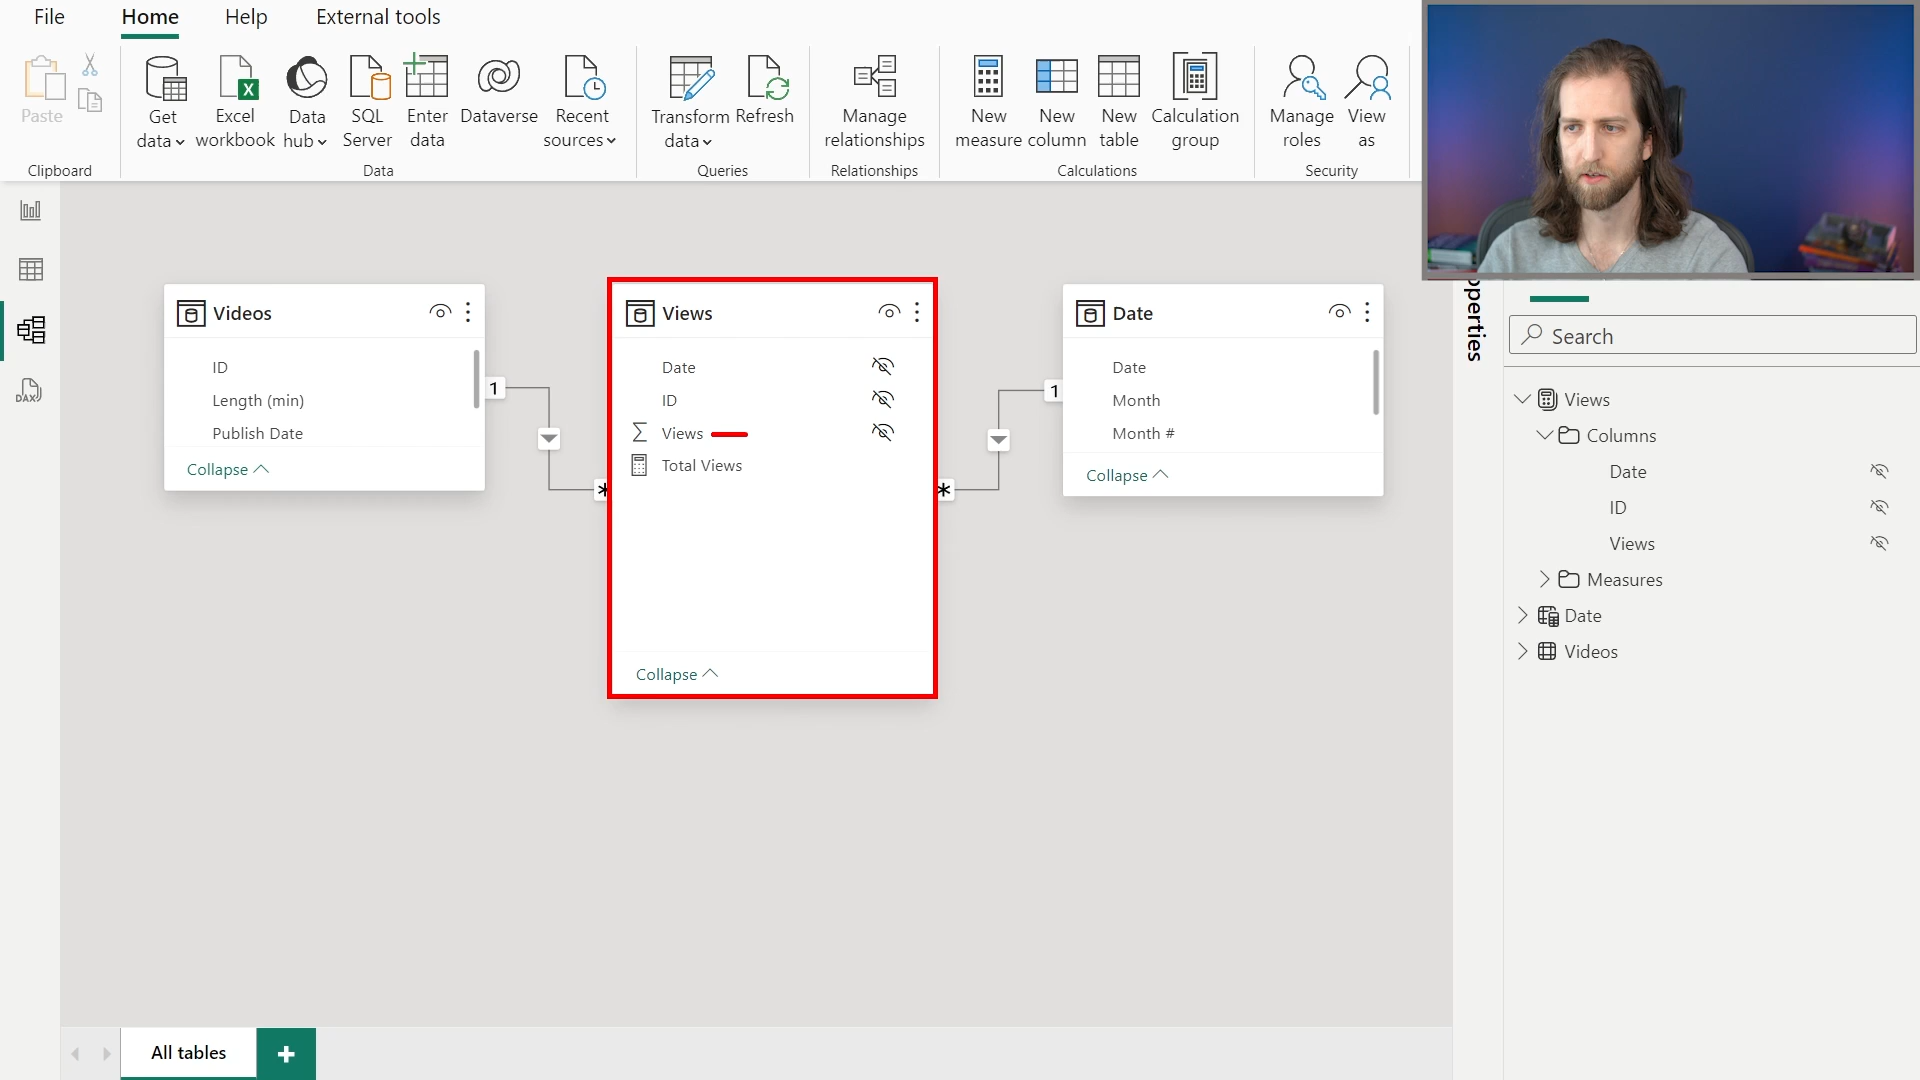 File
Home
Help
External tools
Paste
Get data
Excel workbook
Data hub
SQL Server
Enter data
Dataverse
Recent sources
Transform data
Refresh
Manage relationships
New measure
New column
New table
Calculation group
Manage roles
View as
Clipboard
Data
Queries
Relationships
Calculations
Security
DAX
Videos
ID
Length (min)
Publish Date
Collapse
1
*
Views
Date
ID
Views
Total Views
Collapse
*
1
Date
Date
Month
Month #
Collapse
Search
Views
Columns
Date
ID
Views
Measures
Date
Videos
All tables
+